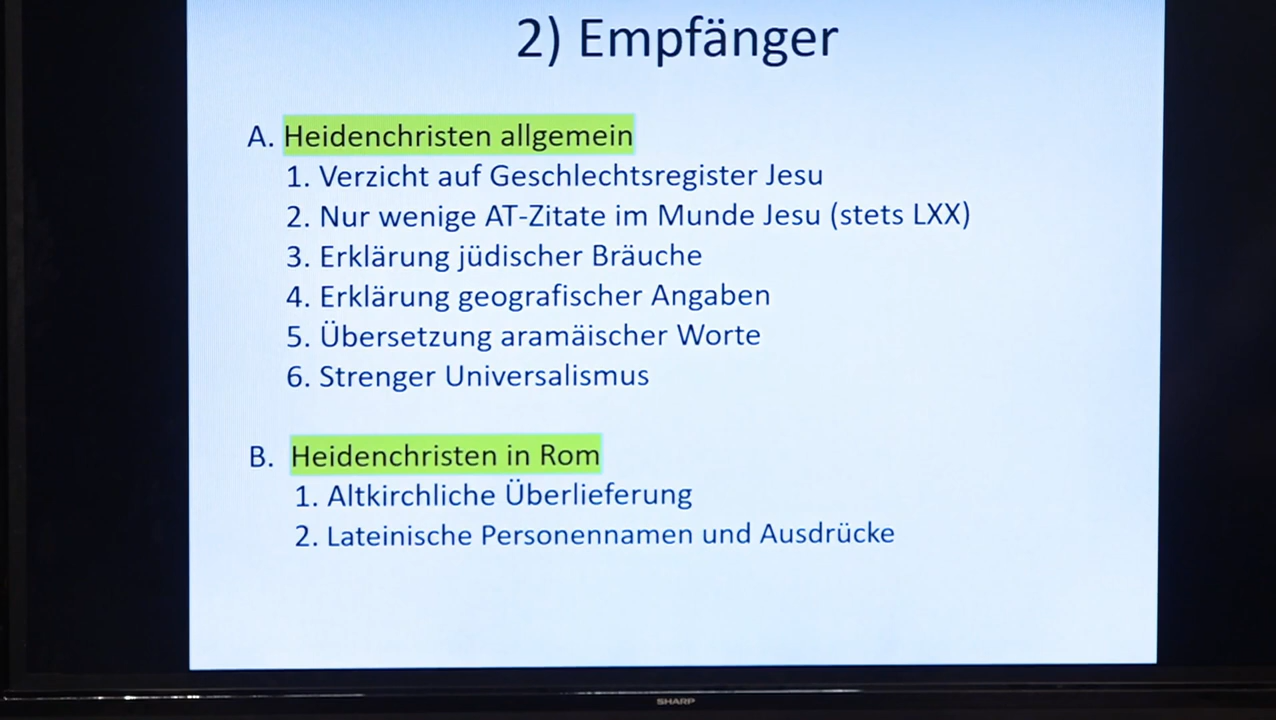 2) Empfänger
A. Heidenchristen allgemein
1. Verzicht auf Geschlechtsregister Jesu
2. Nur wenige AT-Zitate im Munde Jesu (stets LXX)
3. Erklärung jüdischer Bräuche
4. Erklärung geografischer Angaben
5. Übersetzung aramäischer Worte
6. Strenger Universalismus
B. Heidenchristen in Rom
1. Altkirchliche Überlieferung
2. Lateinische Personennamen und Ausdrücke
SHARP